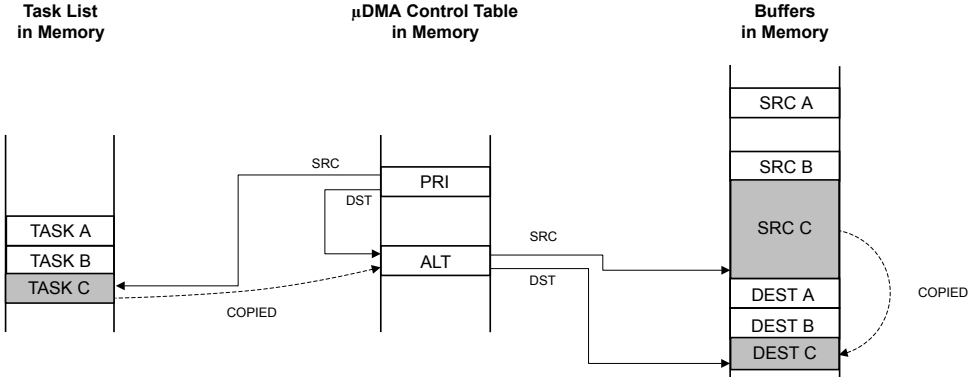 Task List
in Memory
µDMA Control Table
in Memory
Buffers
in Memory
SRC A
SRC B
SRC
PRI
DST
TASK A
SRC C
SRC
TASK B
ALT
TASK C
DST
DEST A
COPIED
COPIED
DEST B
DEST C